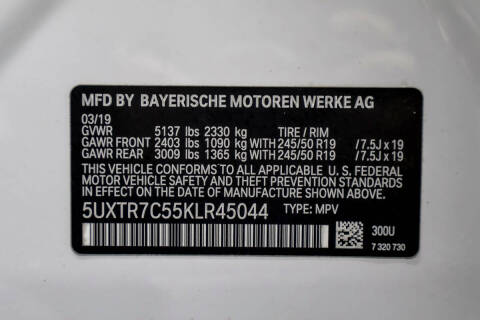 MFD BY BAYERISCHE MOTOREN WERKE AG
03/19
GVWR 5137 lbs 2330 kg TIRE / RIM
GAWR FRONT 2403 lbs 1090 kg WITH 245/50 R19 /7.5J x 19
GAWR REAR 3009 lbs 1365 kg WITH 245/50 R19 /7.5J x 19
THIS VEHICLE CONFORMS TO ALL APPLICABLE U. S. FEDERAL
MOTOR VEHICLE SAFETY, BUMPER, AND THEFT PREVENTION STANDARDS
IN EFFECT ON THE DATE OF MANUFACTURE SHOWN ABOVE.
5UXTR7C55KLR45044 TYPE: MPV
300U
7 320 730